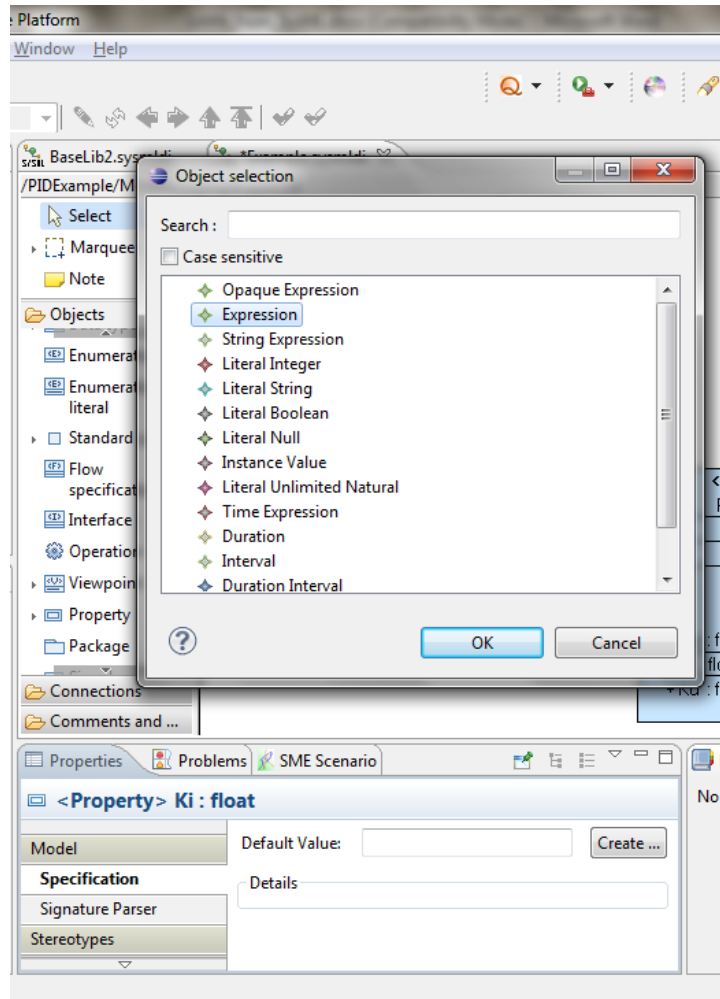 Platform
Window Help
BaseLib2.sysmldi
*Example.sysmldi
/PIDExample/M
Select
Marquee
Note
Objects
Enumerat
Enumerat
literal
Standard
Flow
specificat
Interface
Operation
Viewpoin
Property
Package
Connections
Comments and ...
Object selection
Search :
Case sensitive
Opaque Expression
Expression
String Expression
Literal Integer
Literal String
Literal Boolean
Literal Null
Instance Value
Literal Unlimited Natural
Time Expression
Duration
Interval
Duration Interval
OK
Cancel
Properties
Problems
SME Scenario
<Property> Ki : float
Model
Specification
Signature Parser
Stereotypes
Default Value:
Create ...
Details
No